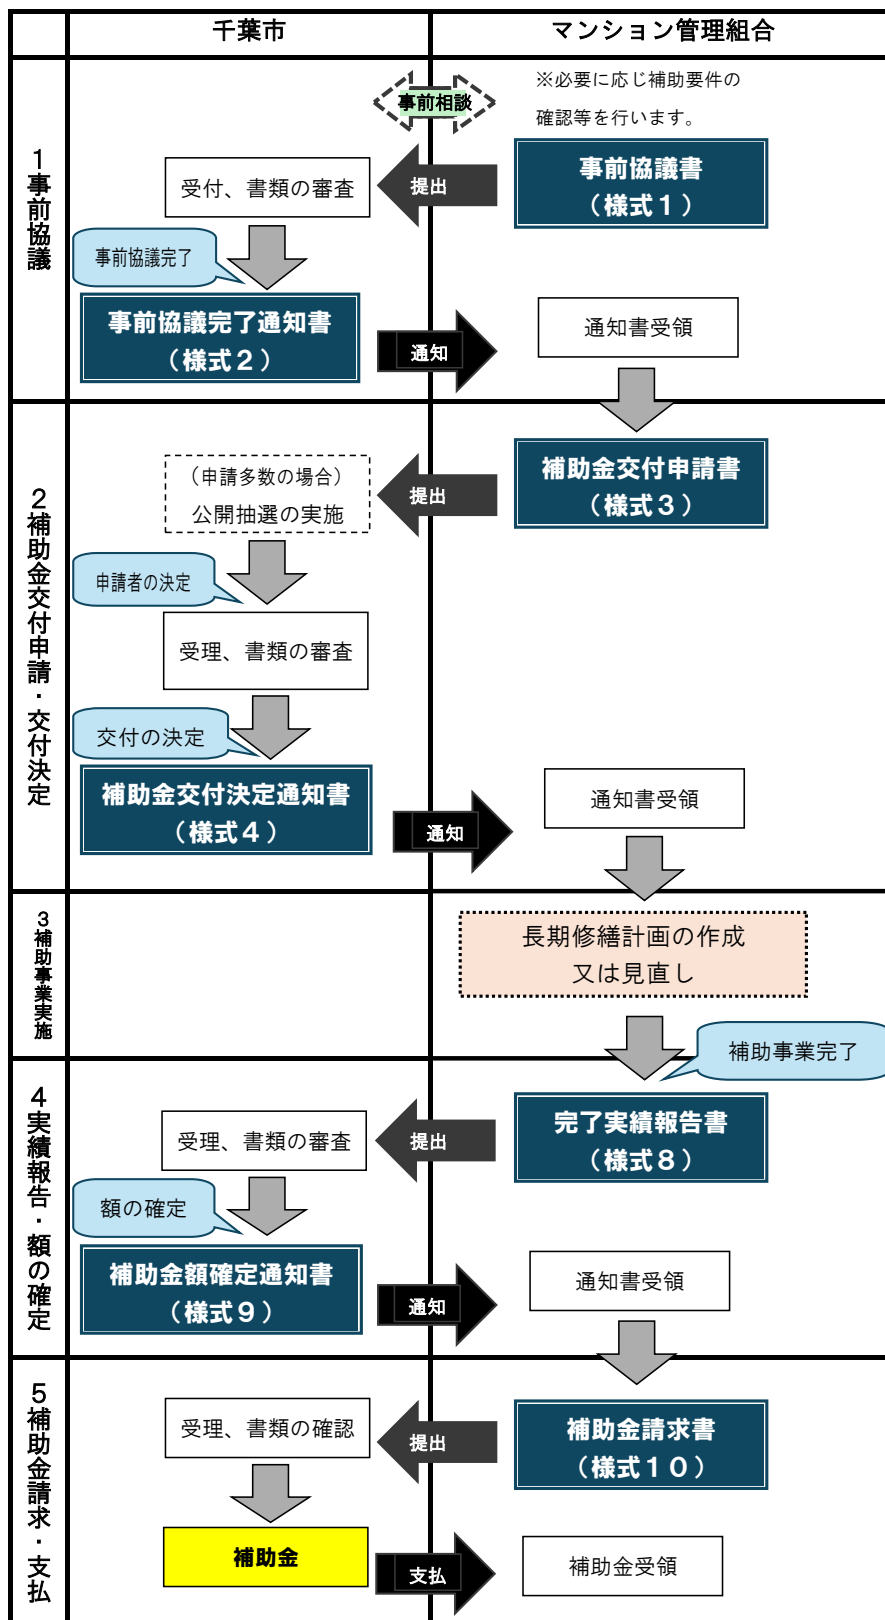 千葉市
マンション管理組合
1事前協議
事前相談
※必要に応じ補助要件の
確認等を行います。
事前協議書
（様式１）
提出
受付、書類の審査
事前協議完了
事前協議完了通知書
（様式２）
通知
通知書受領
2補助金交付申請・交付決定
補助金交付申請書
（様式３）
提出
（申請多数の場合）
公開抽選の実施
申請者の決定
受理、書類の審査
交付の決定
補助金交付決定通知書
（様式４）
通知
通知書受領
3補助事業実施
長期修繕計画の作成
又は見直し
補助事業完了
4実績報告・額の確定
完了実績報告書
（様式８）
提出
受理、書類の審査
額の確定
補助金額確定通知書
（様式９）
通知
通知書受領
5補助金請求・支払
補助金請求書
（様式１０）
提出
受理、書類の確認
補助金
支払
補助金受領